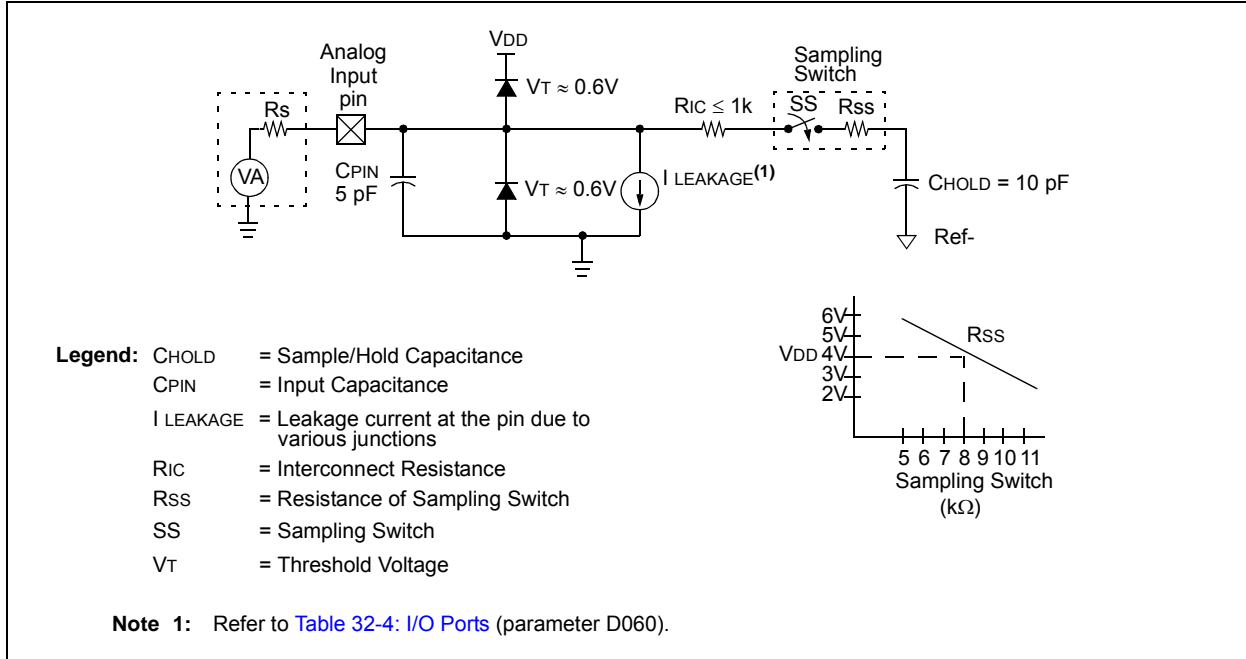 VDD
Analog
Input
pin
Sampling
Switch
VT ≈ 0.6V
Rs
RIC ≤ 1k
SS
Rss
VA
CPIN
5 pF
VT ≈ 0.6V
I LEAKAGE(1)
CHOLD = 10 pF
Ref-
6V
5V
VDD 4V
3V
2V
RSS
5 6 7 8 9 10 11
Sampling Switch
(kΩ)
Legend: CHOLD = Sample/Hold Capacitance
CPIN = Input Capacitance
I LEAKAGE = Leakage current at the pin due to
various junctions
RIC = Interconnect Resistance
RSS = Resistance of Sampling Switch
SS = Sampling Switch
VT = Threshold Voltage
Note 1: Refer to Table 32-4: I/O Ports (parameter D060).